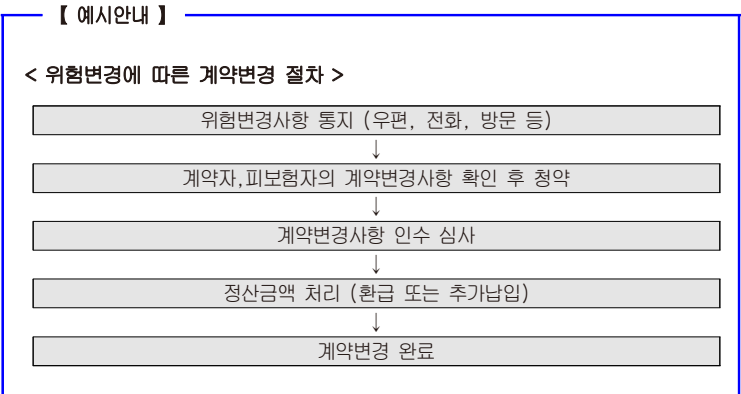 【 예시안내 】
< 위험변경에 따른 계약변경 절차 >
위험변경사항 통지 (우편, 전화, 방문 등)
↓
계약자,피보험자의 계약변경사항 확인 후 청약
↓
계약변경사항 인수 심사
↓
정산금액 처리 (환급 또는 추가납입)
↓
계약변경 완료